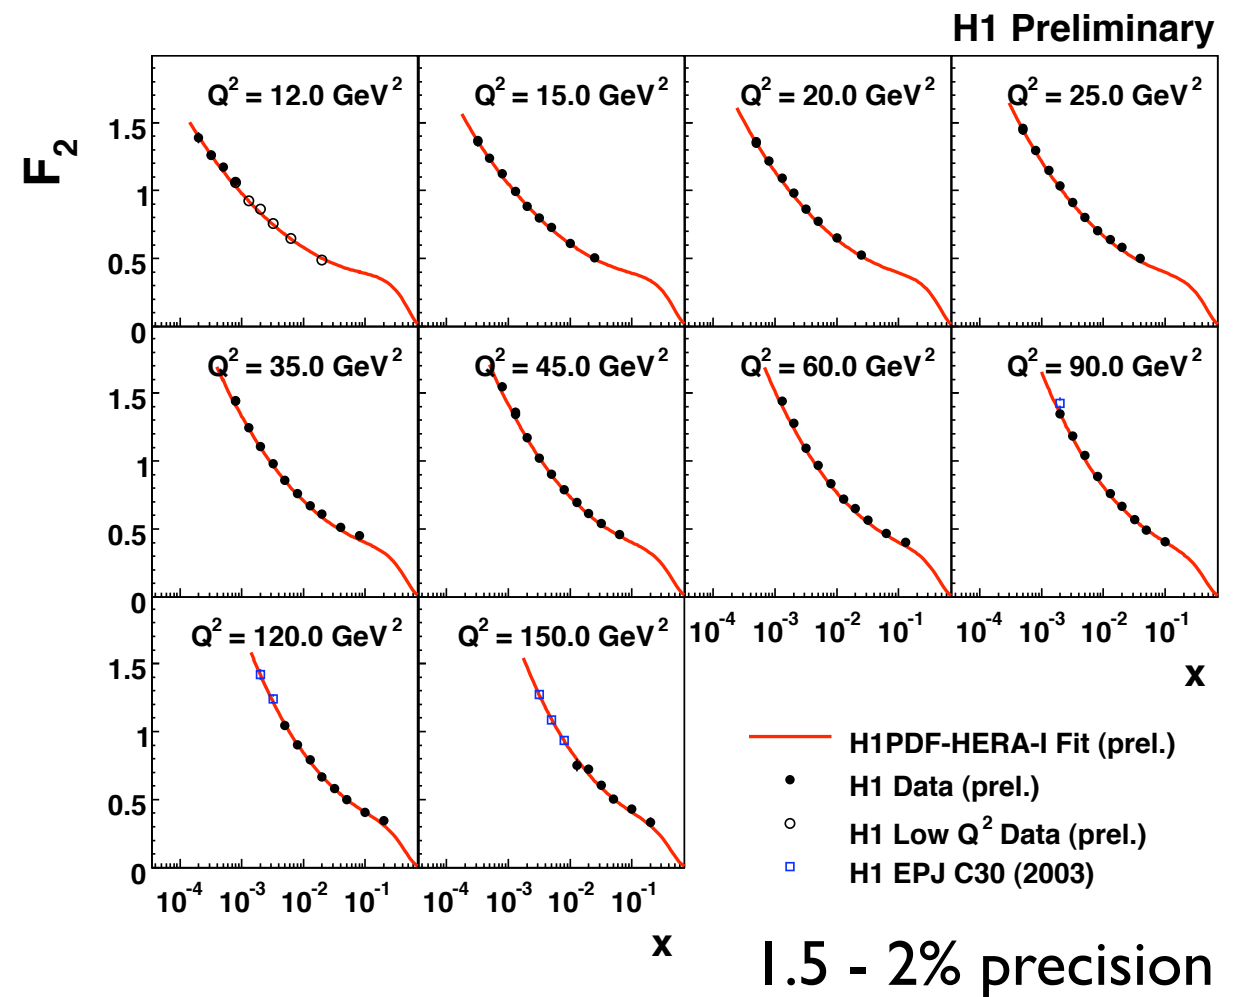 H1 Preliminary
Q² = 12.0 GeV²
Q² = 15.0 GeV²
Q² = 20.0 GeV²
Q² = 25.0 GeV²
F₂
1.5
1
0.5
0
Q² = 35.0 GeV²
Q² = 45.0 GeV²
Q² = 60.0 GeV²
Q² = 90.0 GeV²
1.5
1
0.5
0
10⁻⁴ 10⁻³ 10⁻² 10⁻¹ 10⁻⁴ 10⁻³ 10⁻² 10⁻¹
x
Q² = 120.0 GeV²
Q² = 150.0 GeV²
1.5
1
0.5
0
10⁻⁴ 10⁻³ 10⁻² 10⁻¹ 10⁻⁴ 10⁻³ 10⁻² 10⁻¹
x
H1PDF-HERA-I Fit (prel.)
H1 Data (prel.)
H1 Low Q² Data (prel.)
H1 EPJ C30 (2003)
1.5 - 2% precision